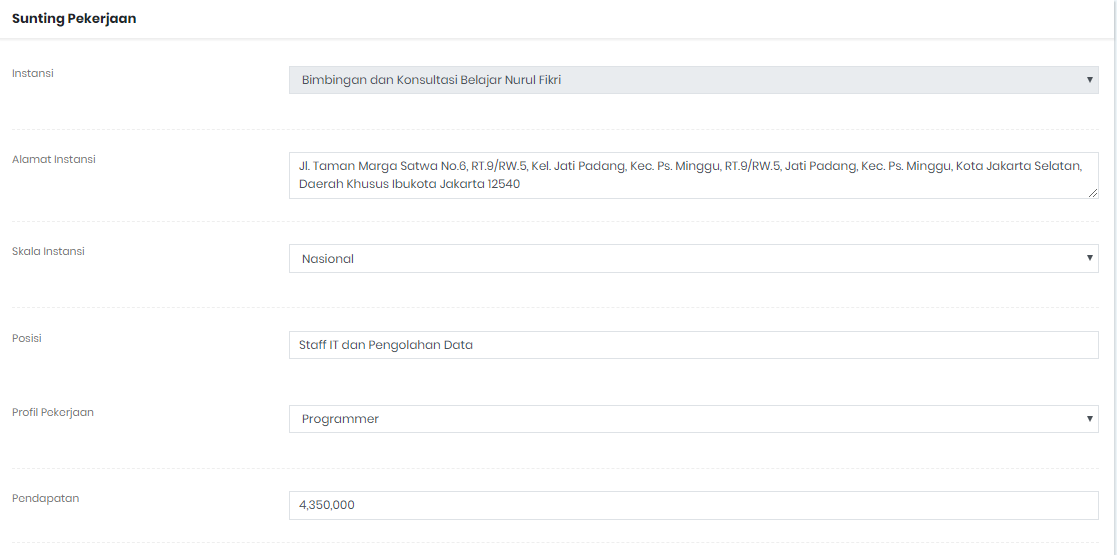 Sunting Pekerjaan
Instansi
Bimbingan dan Konsultasi Belajar Nurul Fikri
Alamat Instansi
Jl. Taman Marga Satwa No.6, RT.9/RW.5, Kel. Jati Padang, Kec. Ps. Minggu, RT.9/RW.5, Jati Padang, Kec. Ps. Minggu, Kota Jakarta Selatan,
Daerah Khusus Ibukota Jakarta 12540
Skala Instansi
Nasional
Posisi
Staff IT dan Pengolahan Data
Profil Pekerjaan
Programmer
Pendapatan
4,350,000